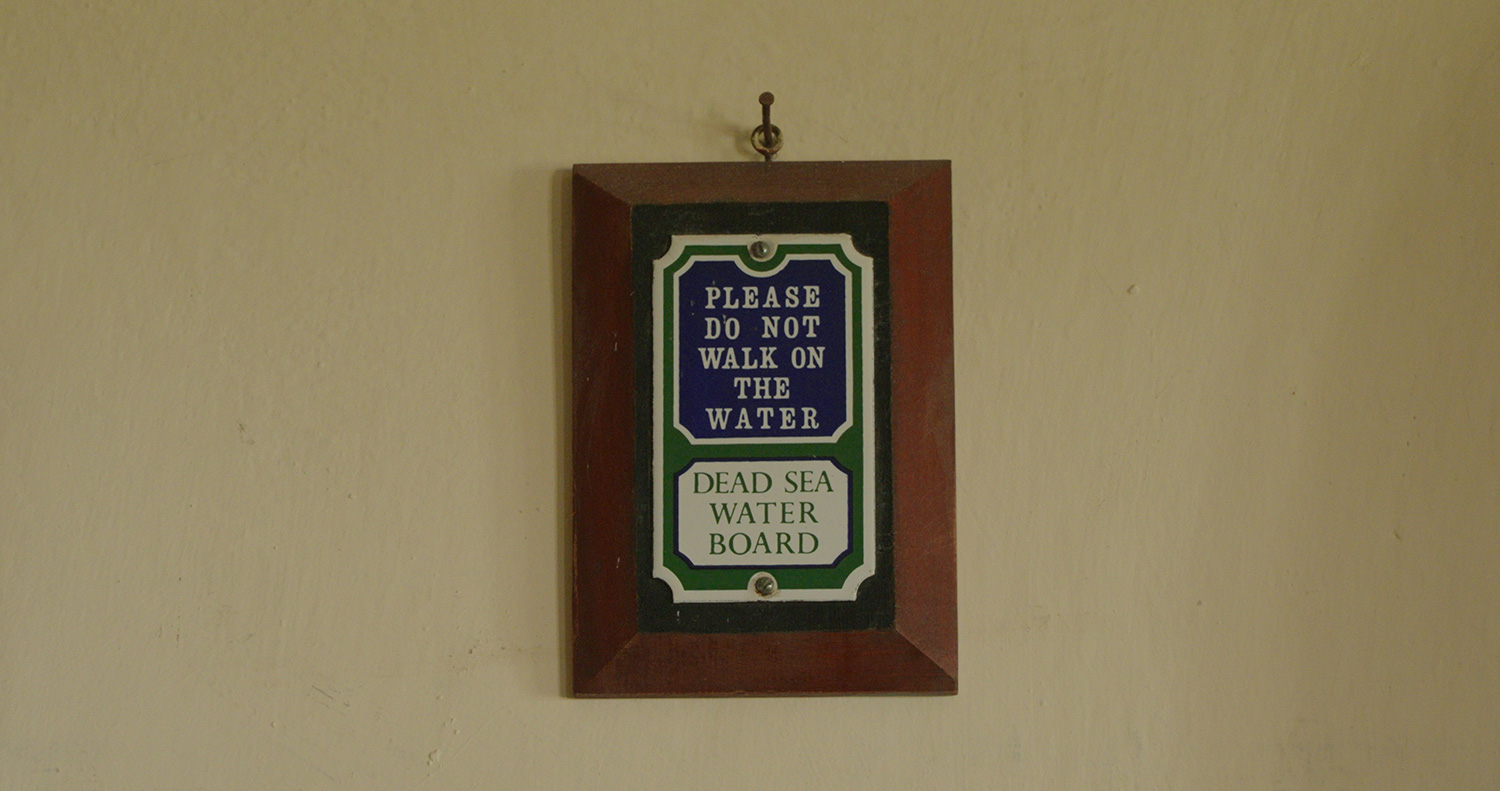 PLEASE
DO NOT
WALK ON
THE
WATER
DEAD SEA
WATER
BOARD